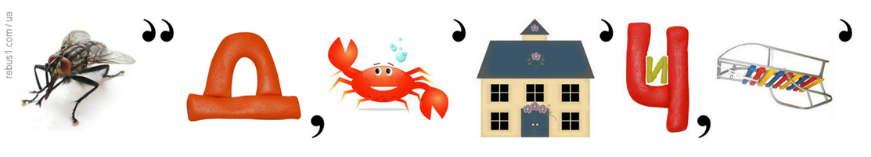 rebus1.com / ua
,, Д , , , Ч И , ,